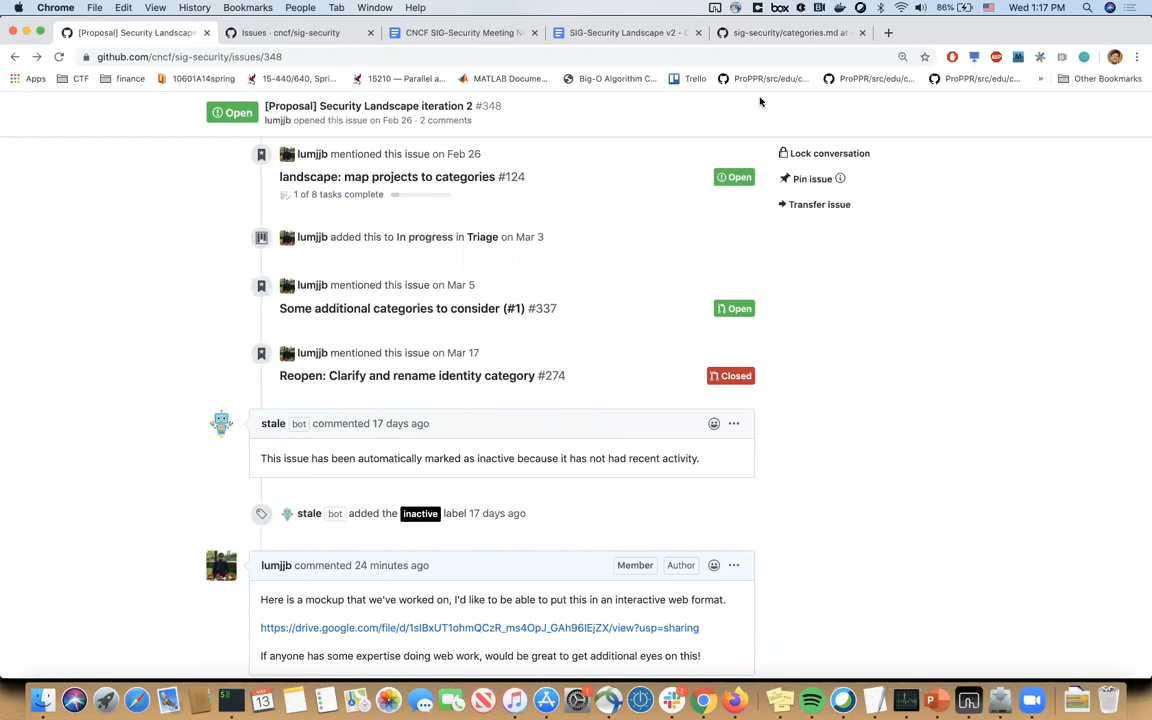 Chrome File Edit View History Bookmarks People Tab Window Help
box 86% Wed 1:17 PM
[Proposal] Security Landscape Issues · cncf/sig-security CNCF SIG-Security Meeting N SIG-Security Landscape v2 - G sig-security/categories.md at
github.com/cncf/sig-security/issues/348
Apps CTF finance 10601A14spring 15-440/640, Spri... 15210 — Parallel a... MATLAB Docume... Big-O Algorithm C... Trello ProPPR/src/edu/c... ProPPR/src/edu/c... ProPPR/src/edu/c... » Other Bookmarks
Open [Proposal] Security Landscape iteration 2 #348
lumjjb opened this issue on Feb 26 · 2 comments
lumjjb mentioned this issue on Feb 26
landscape: map projects to categories #124 Open
1 of 8 tasks complete
Lock conversation
Pin issue
Transfer issue
lumjjb added this to In progress in Triage on Mar 3
lumjjb mentioned this issue on Mar 5
Some additional categories to consider (#1) #337 Open
lumjjb mentioned this issue on Mar 17
Reopen: Clarify and rename identity category #274 Closed
stale bot commented 17 days ago
This issue has been automatically marked as inactive because it has not had recent activity.
stale bot added the inactive label 17 days ago
lumjjb commented 24 minutes ago Member Author
Here is a mockup that we've worked on, I'd like to be able to put this in an interactive web format.
https://drive.google.com/file/d/1sIBxUT1ohmQCzR_ms4OpJ_GAh96IEjZX/view?usp=sharing
If anyone has some expertise doing web work, would be great to get additional eyes on this!